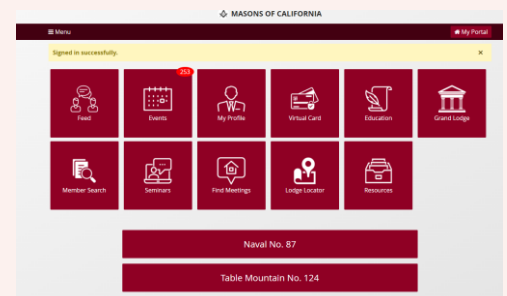 MASONS OF CALIFORNIA
Menu
My Portal
Signed in successfully.
×
253
Feed
Events
My Profile
Virtual Card
Education
Grand Lodge
Member Search
Seminars
Find Meetings
Lodge Locator
Resources
Naval No. 87
Table Mountain No. 124